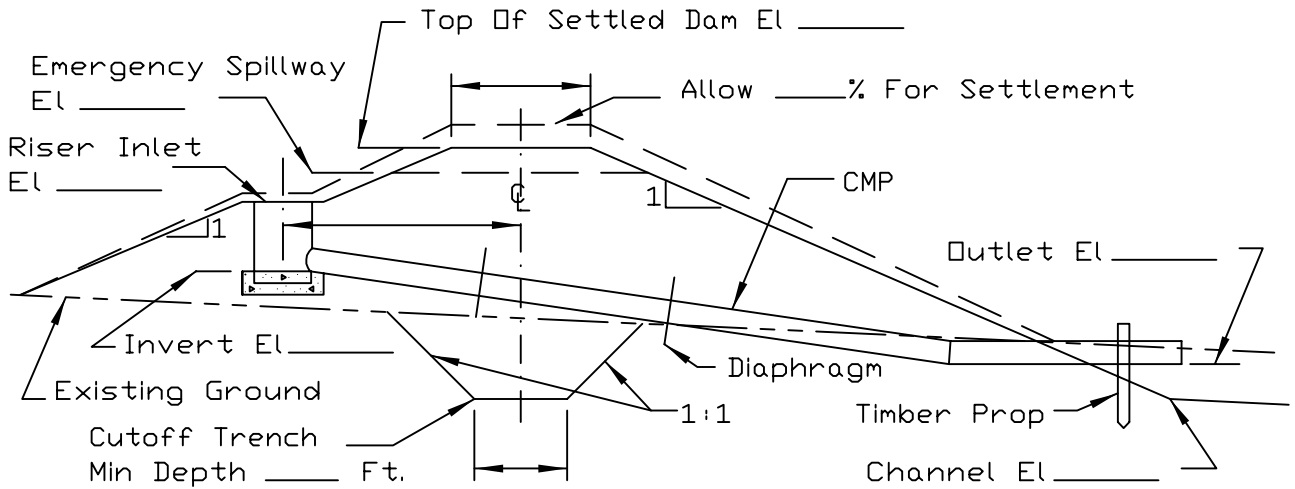 Top Of Settled Dam El ______
Emergency Spillway
El ______
Allow ______% For Settlement
Riser Inlet
El ______
CMP
℄
1
1
Outlet El ______
Invert El ______
Existing Ground
Diaphragm
1:1
Timber Prop
Cutoff Trench
Min Depth ______ Ft.
Channel El ______